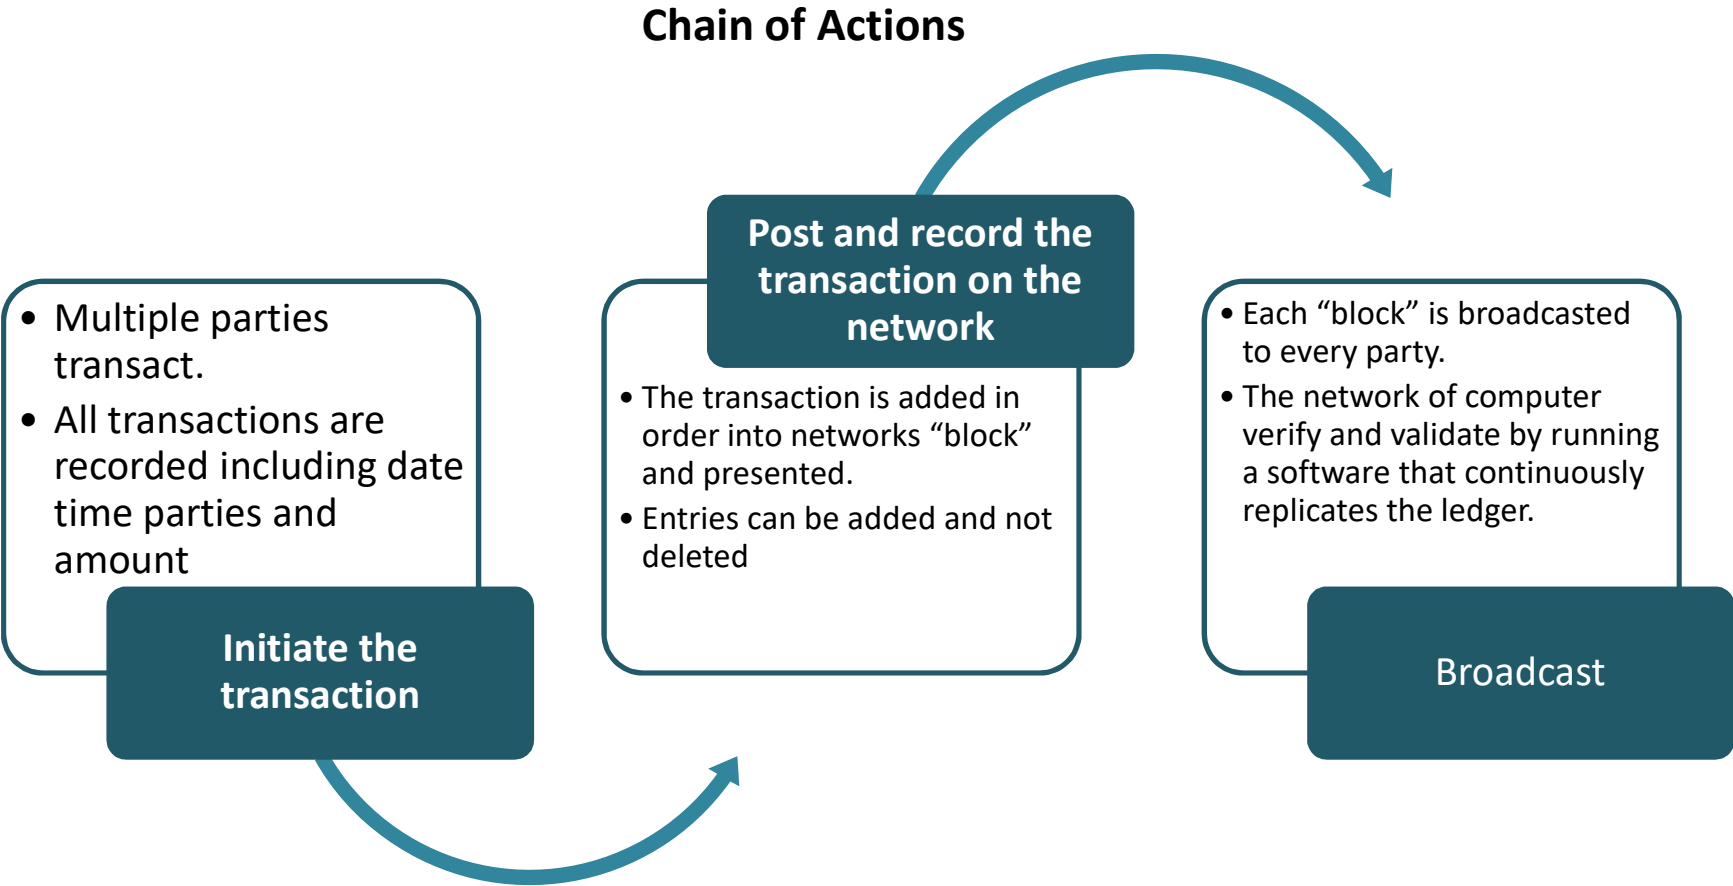 Chain of Actions
• Multiple parties
transact.
• All transactions are
recorded including date
time parties and
amount
Initiate the
transaction
Post and record the
transaction on the
network
• The transaction is added in
order into networks “block”
and presented.
• Entries can be added and not
deleted
• Each “block” is broadcasted
to every party.
• The network of computer
verify and validate by running
a software that continuously
replicates the ledger.
Broadcast